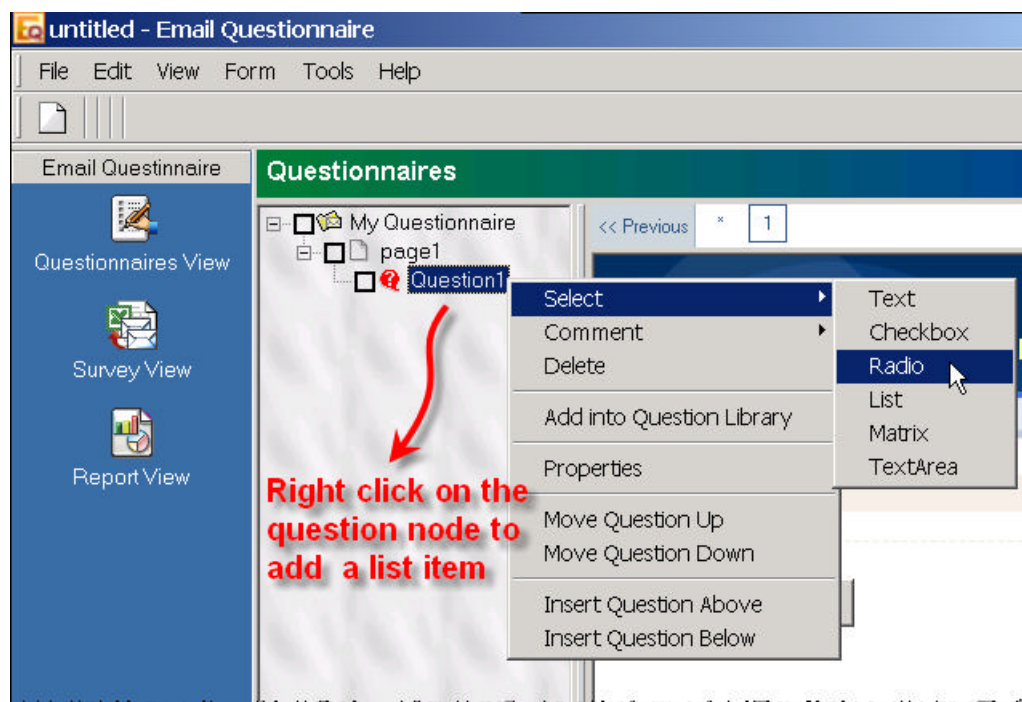 untitled - Email Questionnaire
File Edit View Form Tools Help
Email Questinnaire
Questionnaires View
Survey View
Report View
Questionnaires
My Questionnaire
page1
Question1
<< Previous * 1
Select
Comment
Delete
Add into Question Library
Properties
Move Question Up
Move Question Down
Insert Question Above
Insert Question Below
Text
Checkbox
Radio
List
Matrix
TextArea
Right click on the
question node to
add a list item